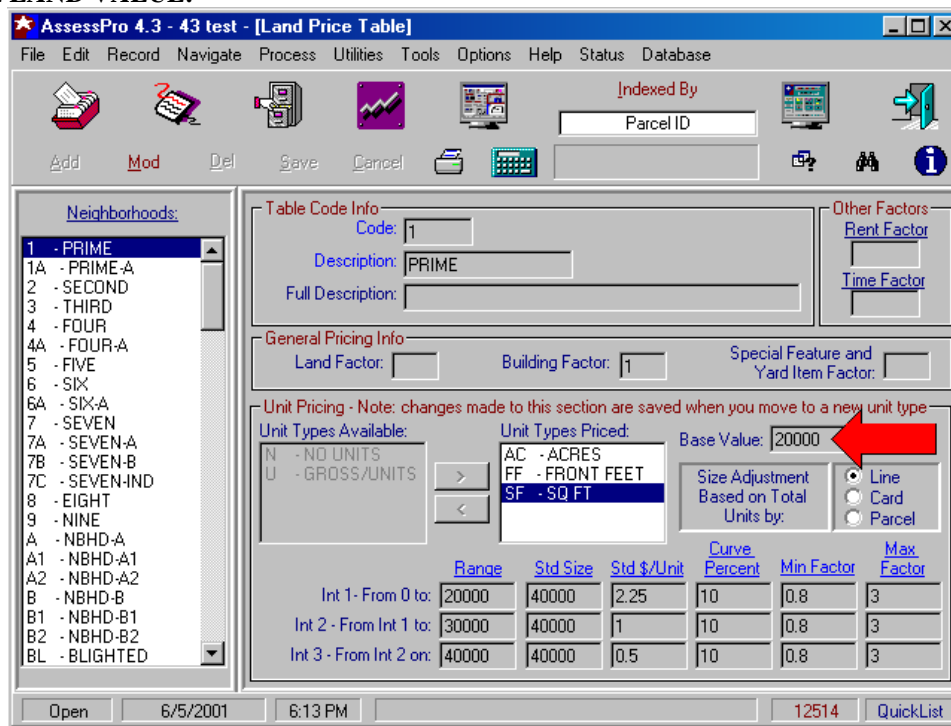 LAND VALUE.
AssessPro 4.3 - 43 test - [Land Price Table]
File Edit Record Navigate Process Utilities Tools Options Help Status Database
Indexed By
Parcel ID
Add Mod Del Save Cancel
Neighborhoods:
1 - PRIME
1A - PRIME-A
2 - SECOND
3 - THIRD
4 - FOUR
4A - FOUR-A
5 - FIVE
6 - SIX
6A - SIX-A
7 - SEVEN
7A - SEVEN-A
7B - SEVEN-B
7C - SEVEN-IND
8 - EIGHT
9 - NINE
A - NBHD-A
A1 - NBHD-A1
A2 - NBHD-A2
B - NBHD-B
B1 - NBHD-B1
B2 - NBHD-B2
BL - BLIGHTED
Table Code Info
Code: 1
Description: PRIME
Full Description:
Other Factors
Rent Factor
Time Factor
General Pricing Info
Land Factor: Building Factor: 1 Special Feature and
Yard Item Factor:
Unit Pricing - Note: changes made to this section are saved when you move to a new unit type
Unit Types Available:
N - NO UNITS
U - GROSS/UNITS
>
<
Unit Types Priced:
AC - ACRES
FF - FRONT FEET
SF - SQ FT
Base Value: 20000
Size Adjustment
Based on Total
Units by:
Line
Card
Parcel
Range Std Size Std $/Unit Curve Percent Min Factor Max Factor
Int 1- From 0 to: 20000 40000 2.25 10 0.8 3
Int 2 - From Int 1 to: 30000 40000 1 10 0.8 3
Int 3 - From Int 2 on: 40000 40000 0.5 10 0.8 3
Open 6/5/2001 6:13 PM 12514 QuickList